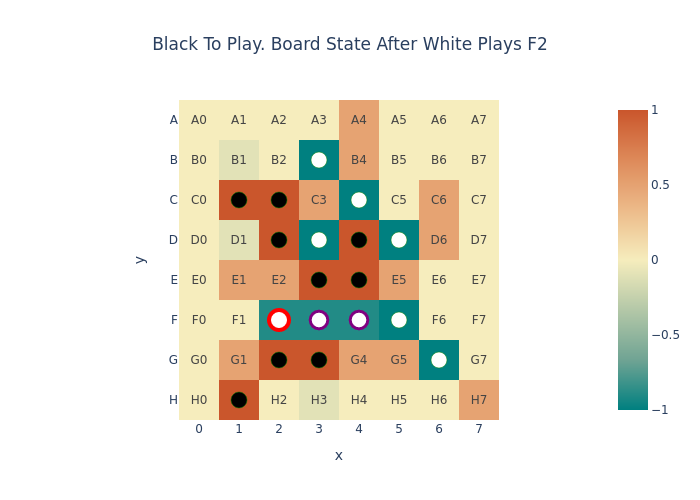 Black To Play. Board State After White Plays F2
A A0 A1 A2 A3 A4 A5 A6 A7
B B0 B1 B2 B4 B5 B6 B7
C C0 C3 C5 C6 C7
D D0 D1 D6 D7
E E0 E1 E2 E5 E6 E7
F F0 F1 F6 F7
G G0 G1 G4 G5 G7
H H0 H2 H3 H4 H5 H6 H7
0 1 2 3 4 5 6 7
x
y
1
0.5
0
−0.5
−1